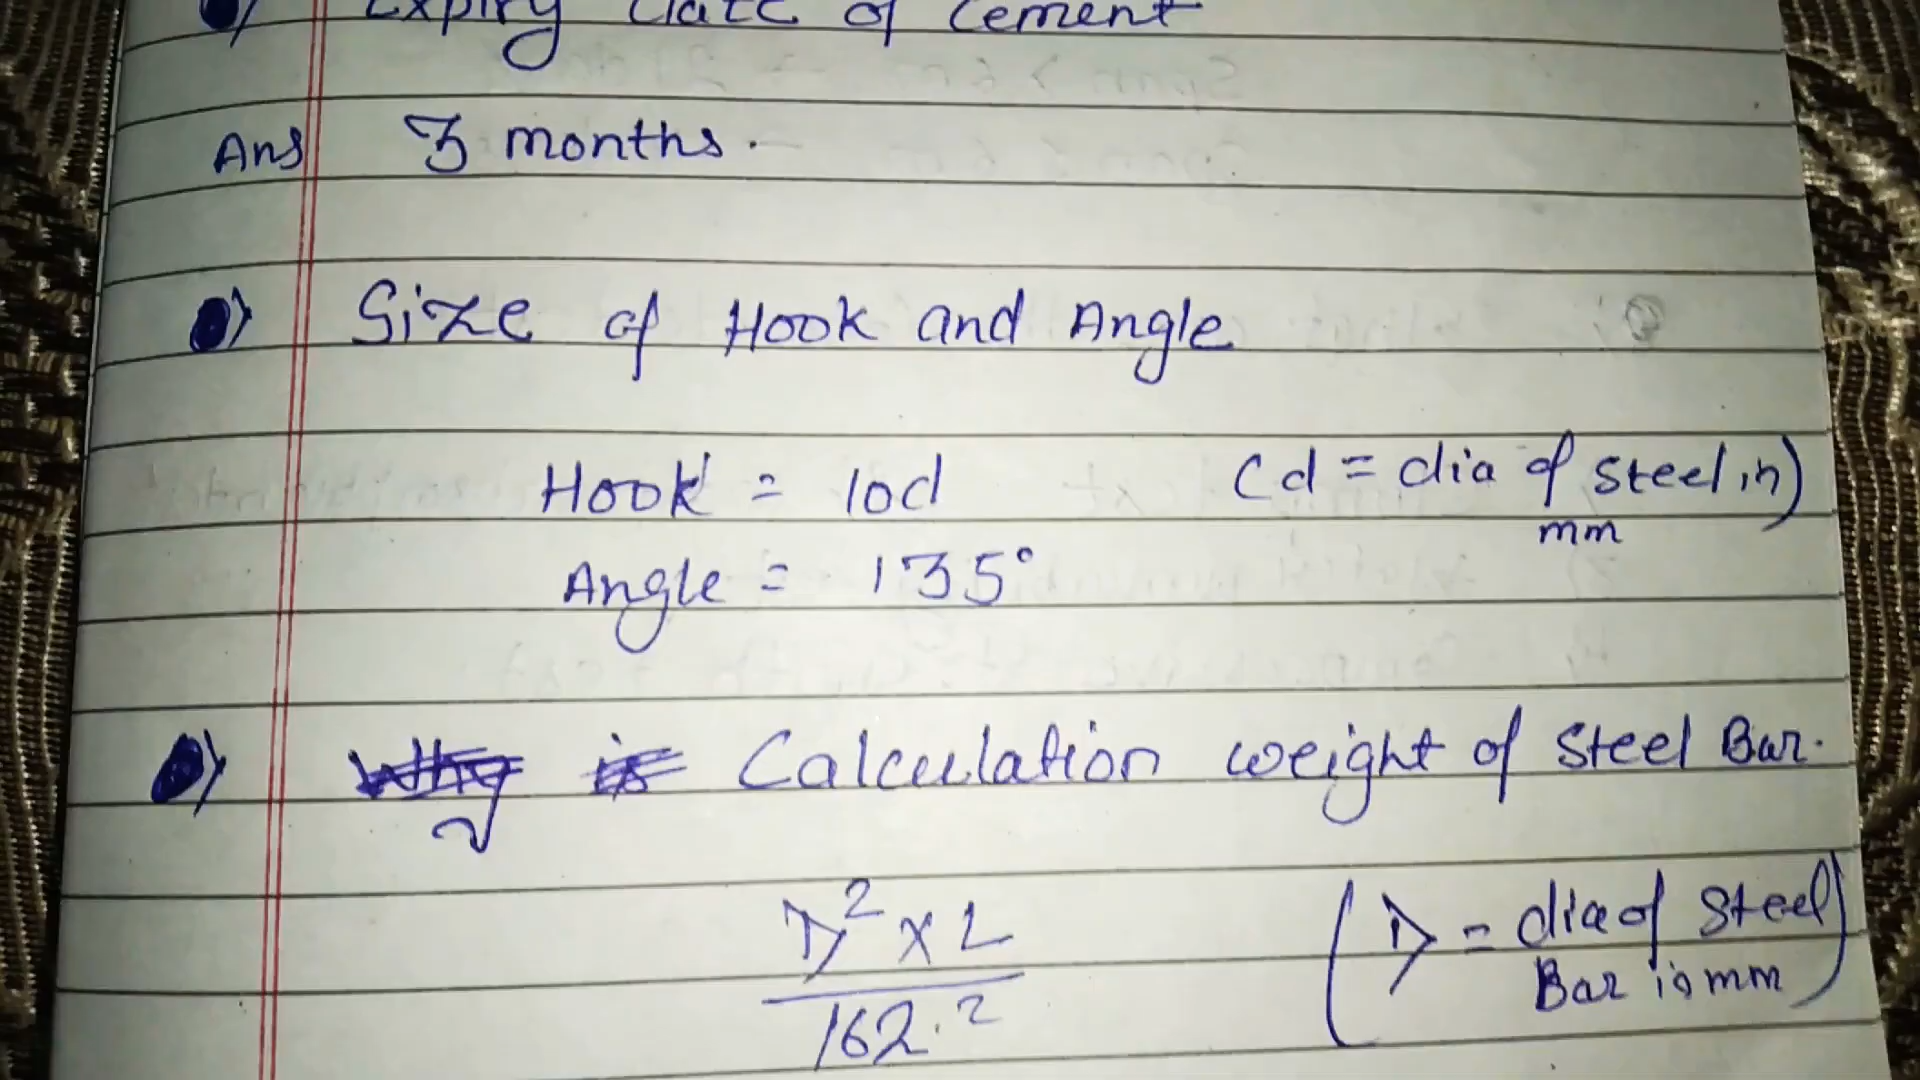 Expiry date of Cement
Ans 3 months.
Size of Hook and Angle
Hook = 10d (d = dia of steel in mm)
Angle = 135°
Why is Calculation weight of Steel Bar.
D² x L / 162.2 (D = dia of Steel Bar in mm)